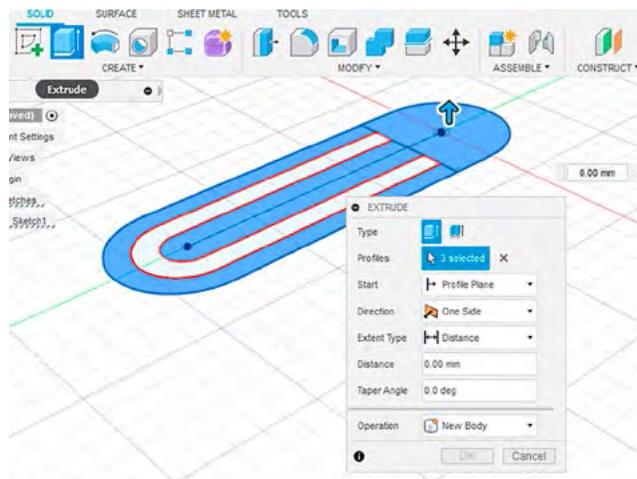 SOLID SURFACE SHEET METAL TOOLS
CREATE MODIFY ASSEMBLE CONSTRUCT
Extrude
ved)
nt Settings
Views
gin
etches
Sketch1
0.00 mm
EXTRUDE
Type
Profiles 3 selected
Start Profile Plane
Direction One Side
Extent Type Distance
Distance 0.00 mm
Taper Angle 0.0 deg
Operation New Body
OK Cancel